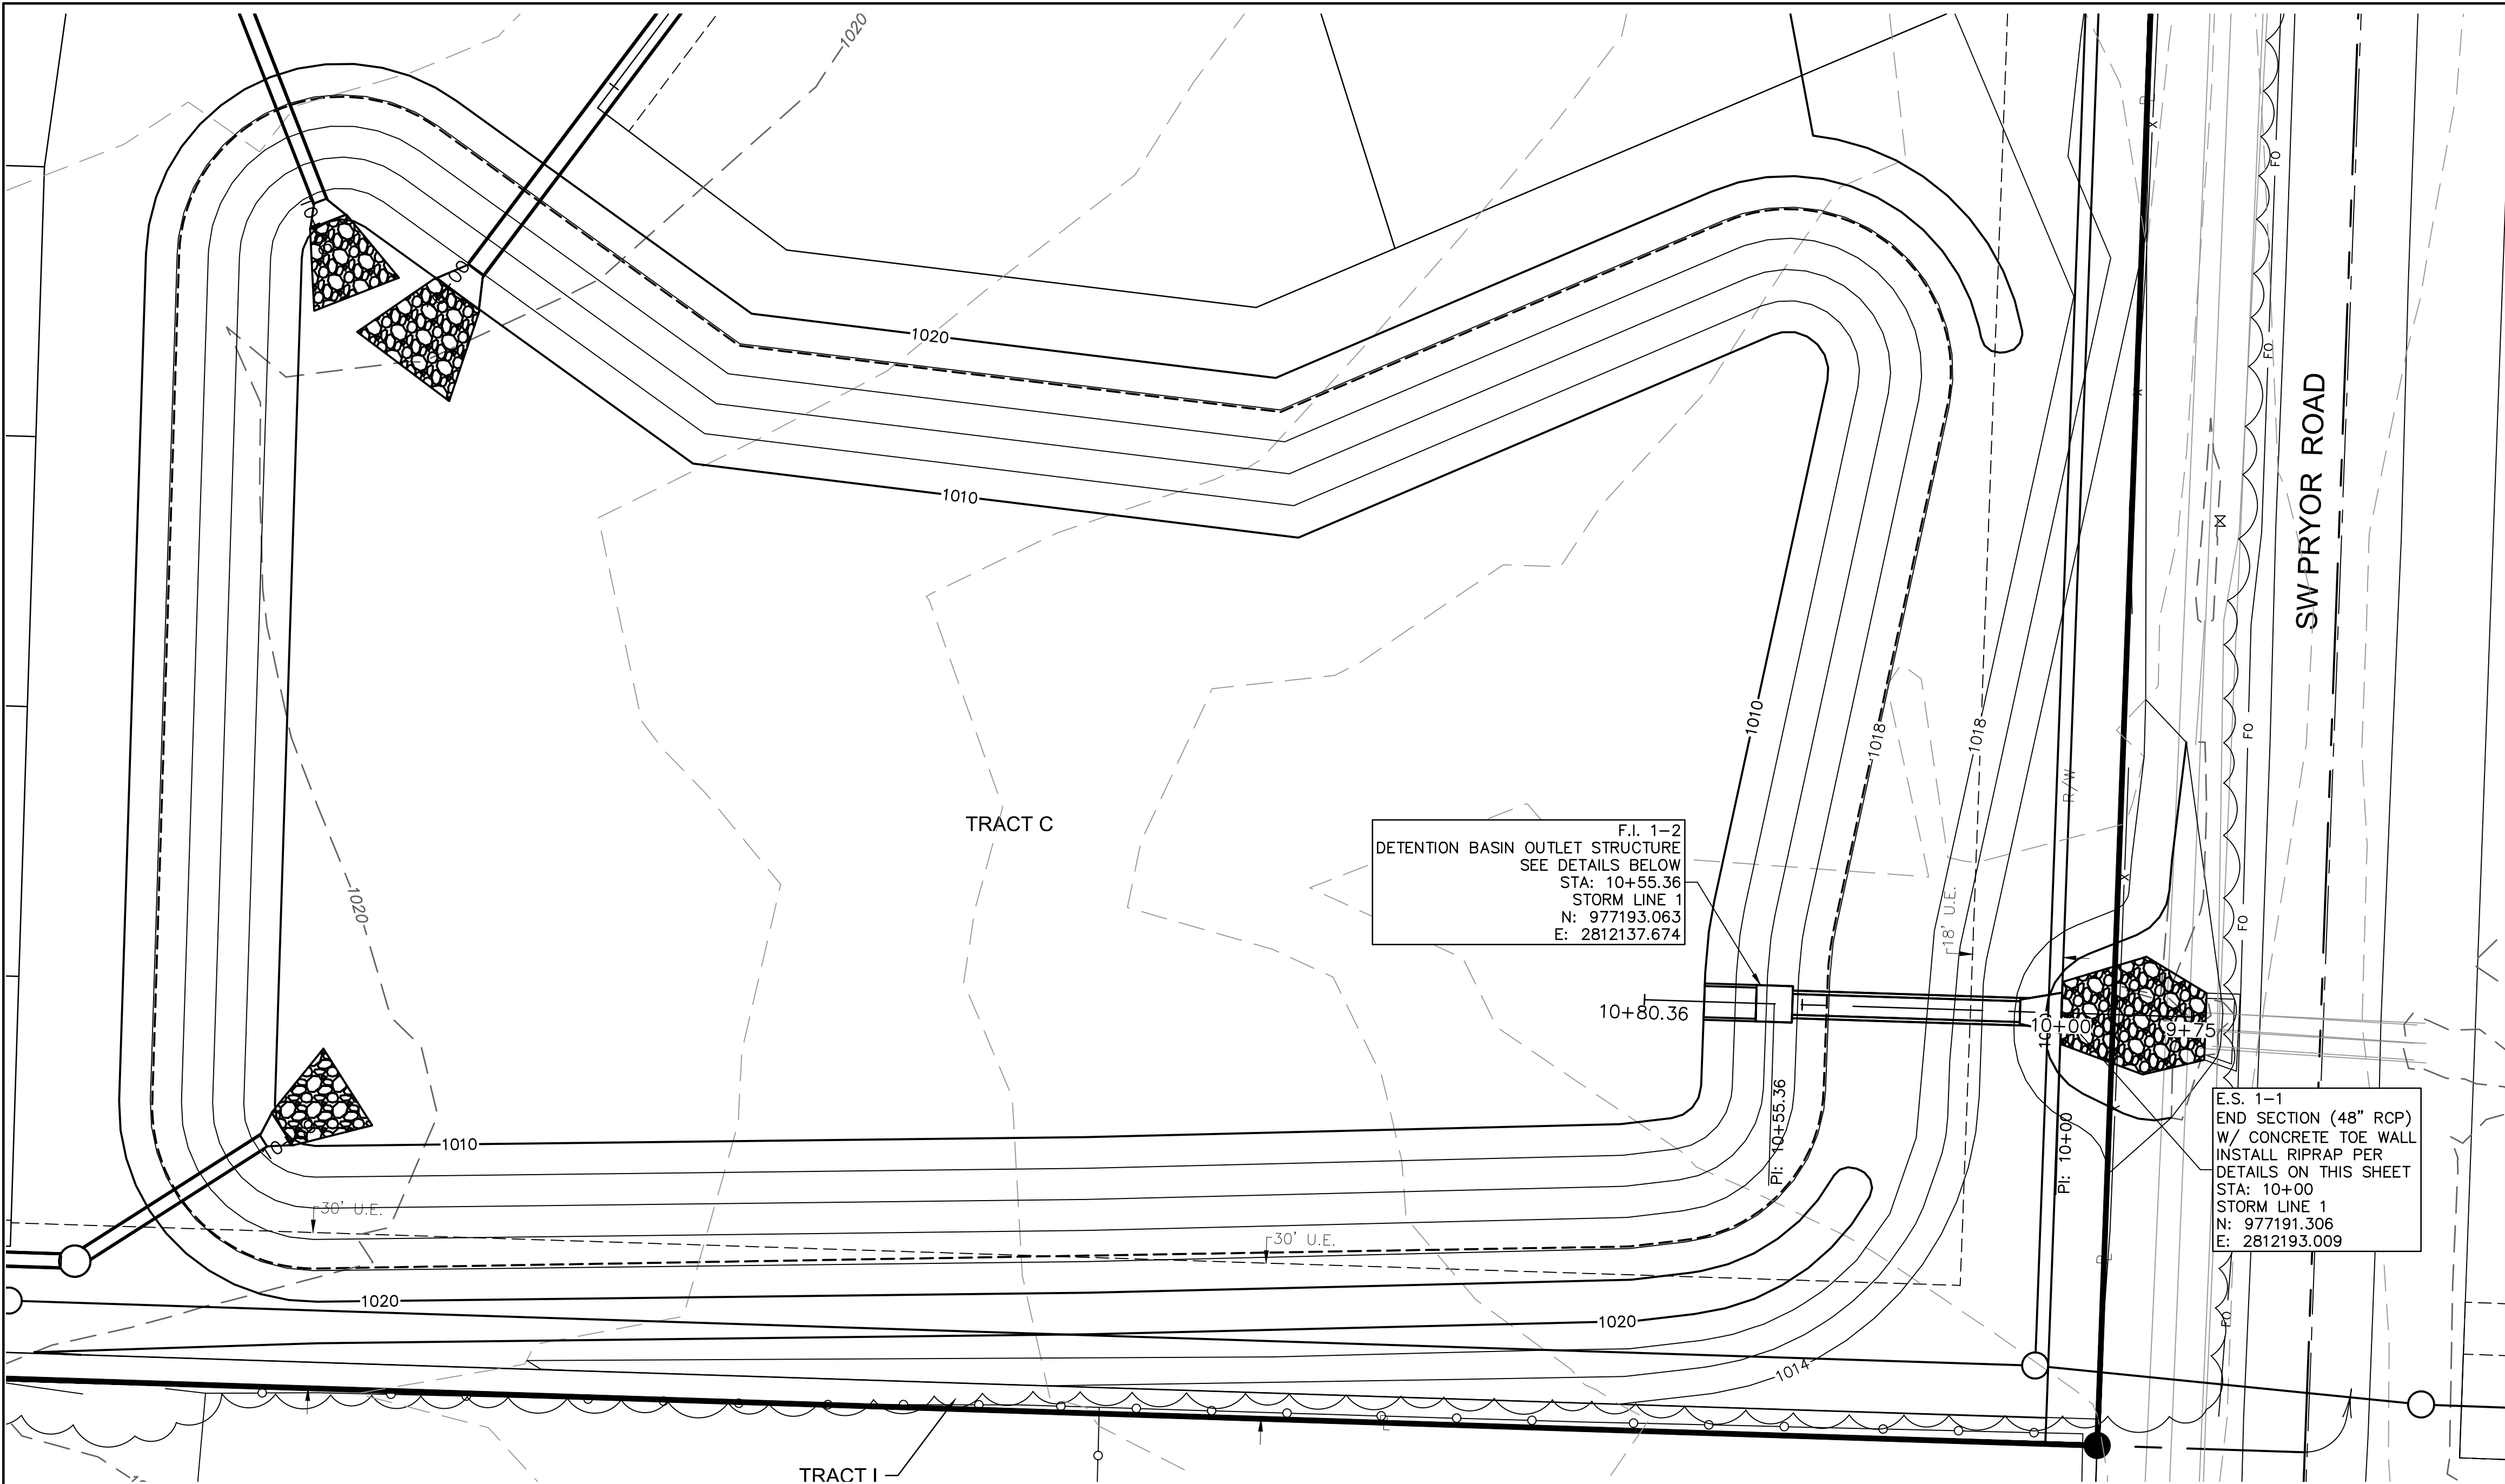 1020
1020
1010
SW PRYOR ROAD
FO
FO
FO
FO
FO
1010
1018
1018
R/W
TRACT C
1020
F.I. 1-2
DETENTION BASIN OUTLET STRUCTURE
SEE DETAILS BELOW
STA: 10+55.36
STORM LINE 1
N: 977193.063
E: 2812137.674
18' U.E.
10+80.36
10+00
9+75
PI: 10+55.36
PI: 10+00
E.S. 1-1
END SECTION (48" RCP)
W/ CONCRETE TOE WALL
INSTALL RIPRAP PER
DETAILS ON THIS SHEET
STA: 10+00
STORM LINE 1
N: 977191.306
E: 2812193.009
1010
30' U.E.
30' U.E.
1020
1020
1014
TRACT I